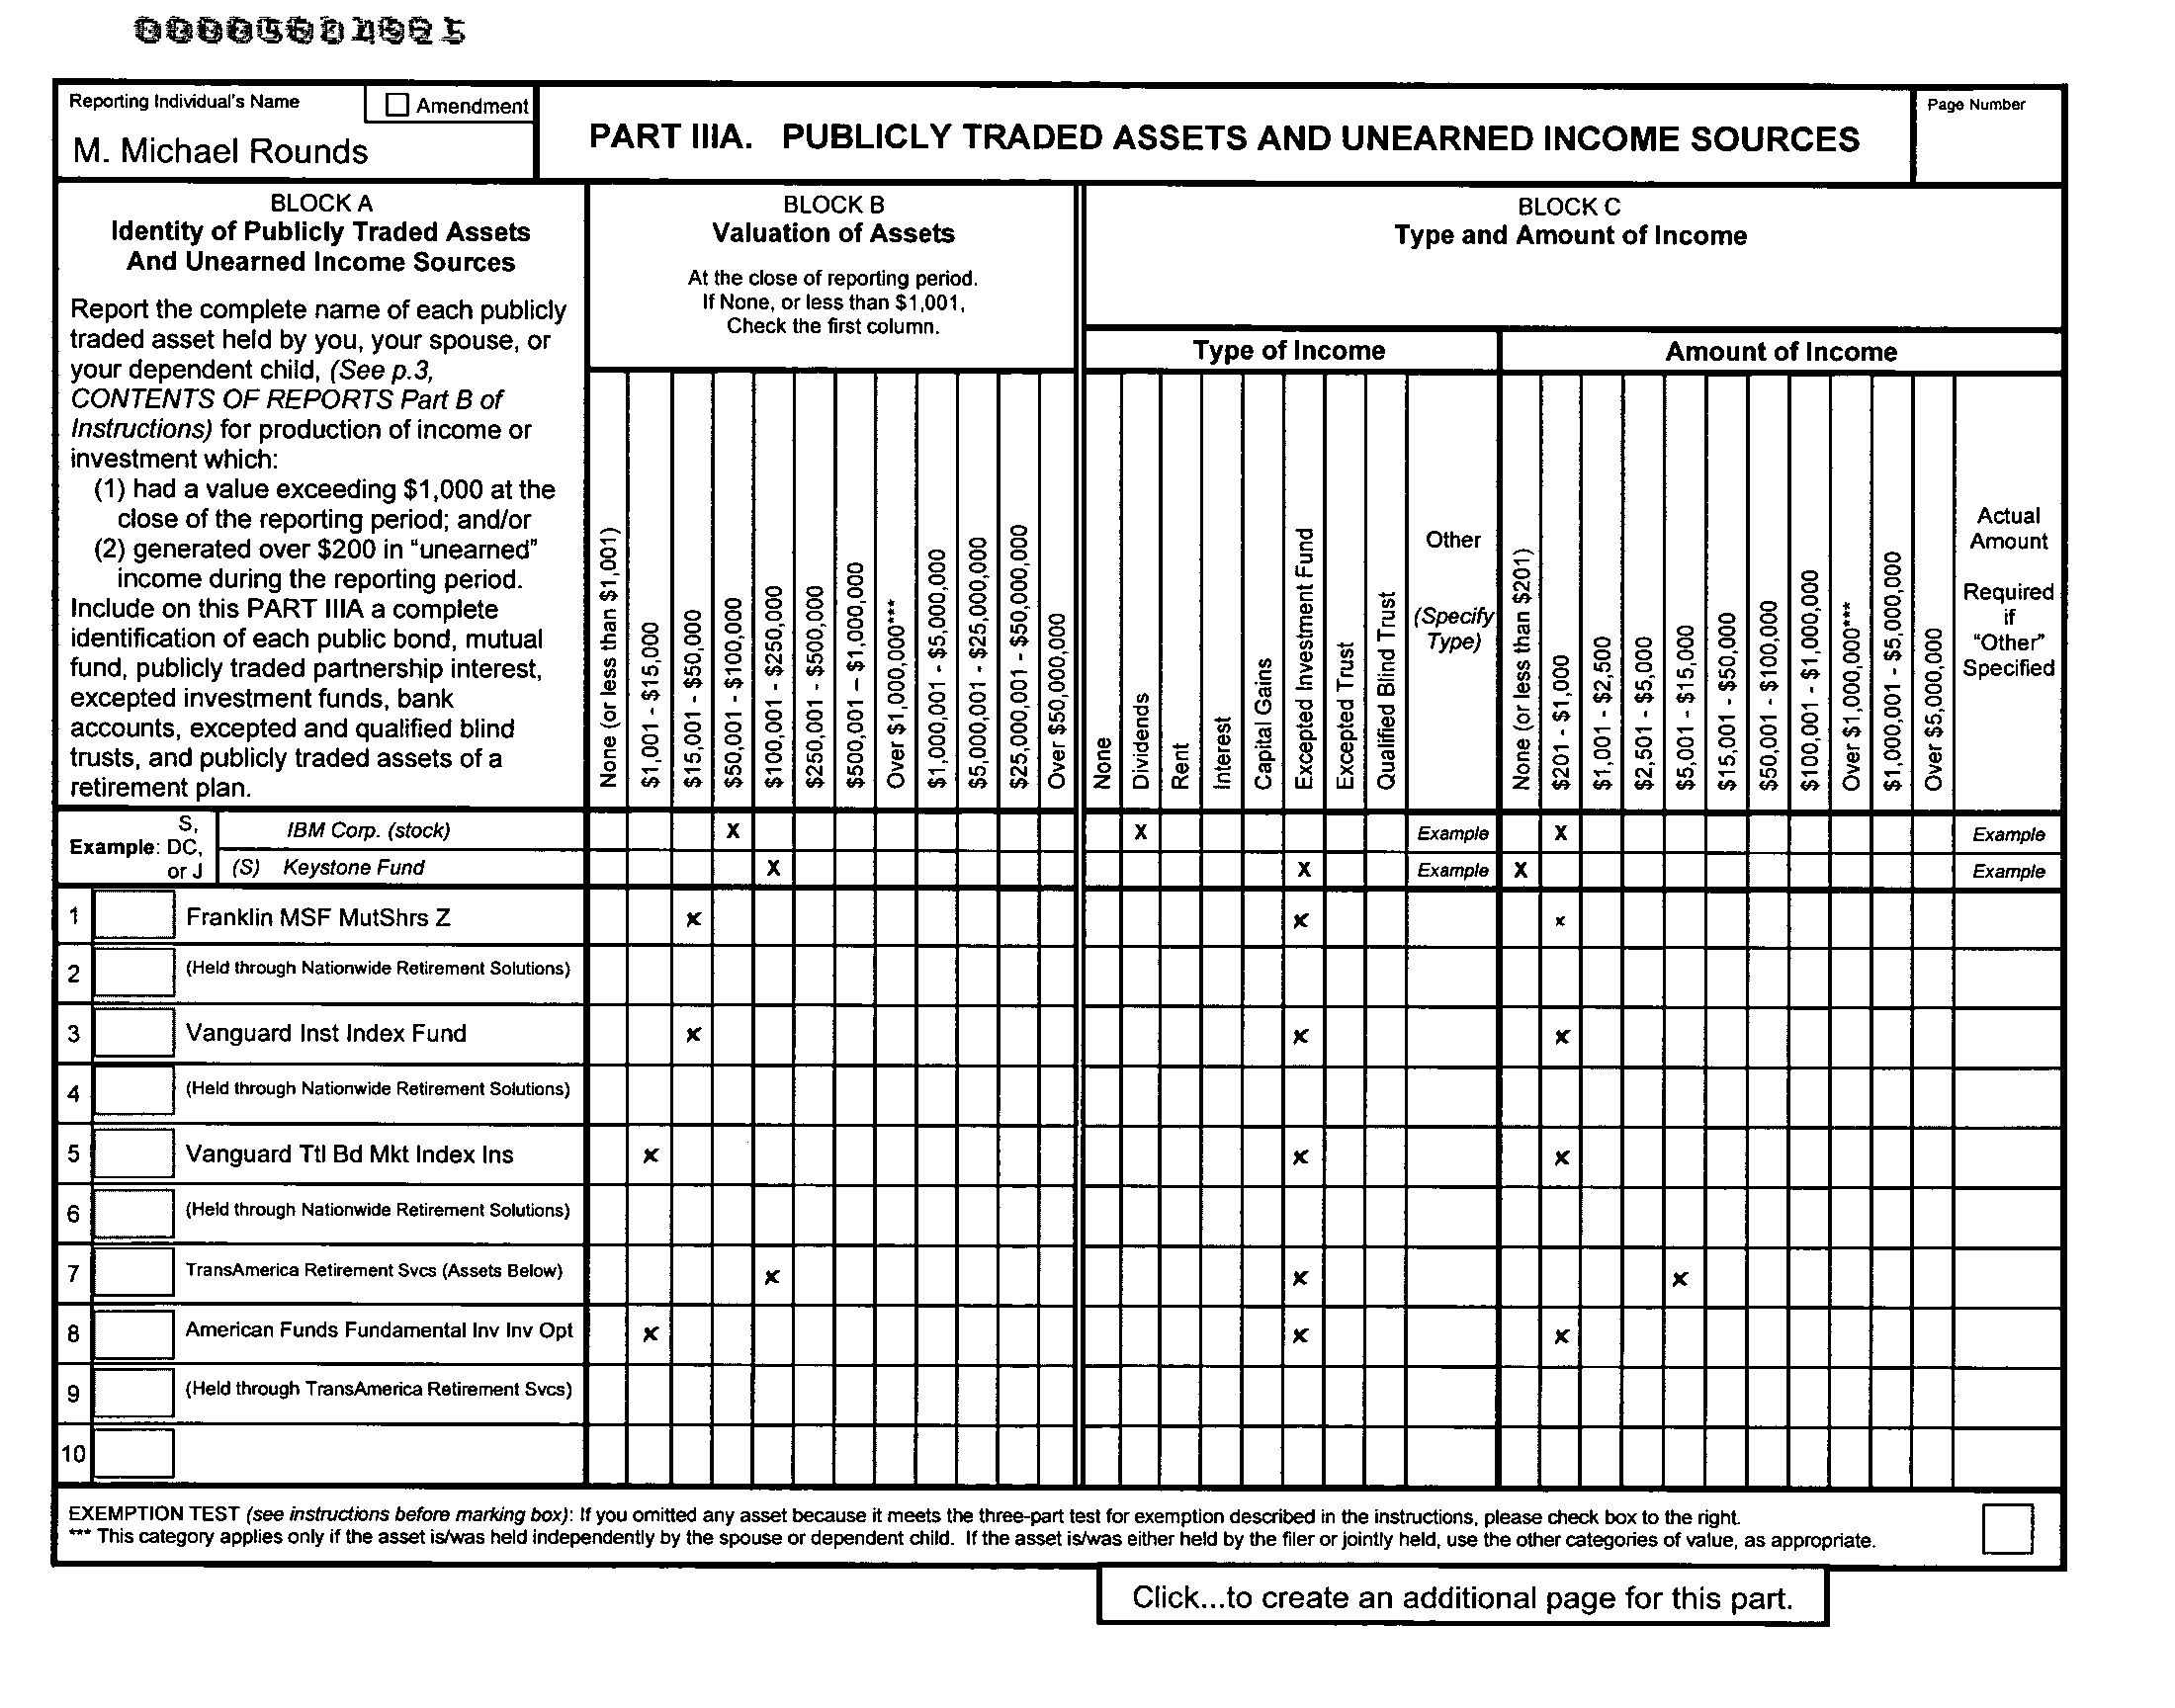 Reporting Individual's Name
Amendment
M. Michael Rounds
PART IIIA. PUBLICLY TRADED ASSETS AND UNEARNED INCOME SOURCES
Page Number
BLOCK A
Identity of Publicly Traded Assets
And Unearned Income Sources
Report the complete name of each publicly
traded asset held by you, your spouse, or
your dependent child, (See p.3,
CONTENTS OF REPORTS Part B of
Instructions) for production of income or
investment which:
(1) had a value exceeding $1,000 at the
close of the reporting period; and/or
(2) generated over $200 in "unearned"
income during the reporting period.
Include on this PART IIIA a complete
identification of each public bond, mutual
fund, publicly traded partnership interest,
excepted investment funds, bank
accounts, excepted and qualified blind
trusts, and publicly traded assets of a
retirement plan.
BLOCK B
Valuation of Assets
At the close of reporting period.
If None, or less than $1,001,
Check the first column.
None (or less than $1,001)
$1,001 - $15,000
$15,001 - $50,000
$50,001 - $100,000
$100,001 - $250,000
$250,001 - $500,000
$500,001 – $1,000,000
Over $1,000,000***
$1,000,001 - $5,000,000
$5,000,001 - $25,000,000
$25,000,001 - $50,000,000
Over $50,000,000
BLOCK C
Type and Amount of Income
Type of Income
None
Dividends
Rent
Interest
Capital Gains
Excepted Investment Fund
Excepted Trust
Qualified Blind Trust
Other
(Specify
Type)
Amount of Income
None (or less than $201)
$201 - $1,000
$1,001 - $2,500
$2,501 - $5,000
$5,001 - $15,000
$15,001 - $50,000
$50,001 - $100,000
$100,001 - $1,000,000
Over $1,000,000***
$1,000,001 - $5,000,000
Over $5,000,000
Actual
Amount
Required
if
"Other"
Specified
Example: S, DC, or J
IBM Corp. (stock) X X Example X Example
(S) Keystone Fund X X Example X Example
1 Franklin MSF MutShrs Z x x x
2 (Held through Nationwide Retirement Solutions)
3 Vanguard Inst Index Fund x x x
4 (Held through Nationwide Retirement Solutions)
5 Vanguard Ttl Bd Mkt Index Ins x x x
6 (Held through Nationwide Retirement Solutions)
7 TransAmerica Retirement Svcs (Assets Below) x x x
8 American Funds Fundamental Inv Inv Opt x x x
9 (Held through TransAmerica Retirement Svcs)
10
EXEMPTION TEST (see instructions before marking box): If you omitted any asset because it meets the three-part test for exemption described in the instructions, please check box to the right.
*** This category applies only if the asset is/was held independently by the spouse or dependent child. If the asset is/was either held by the filer or jointly held, use the other categories of value, as appropriate.
Click...to create an additional page for this part.